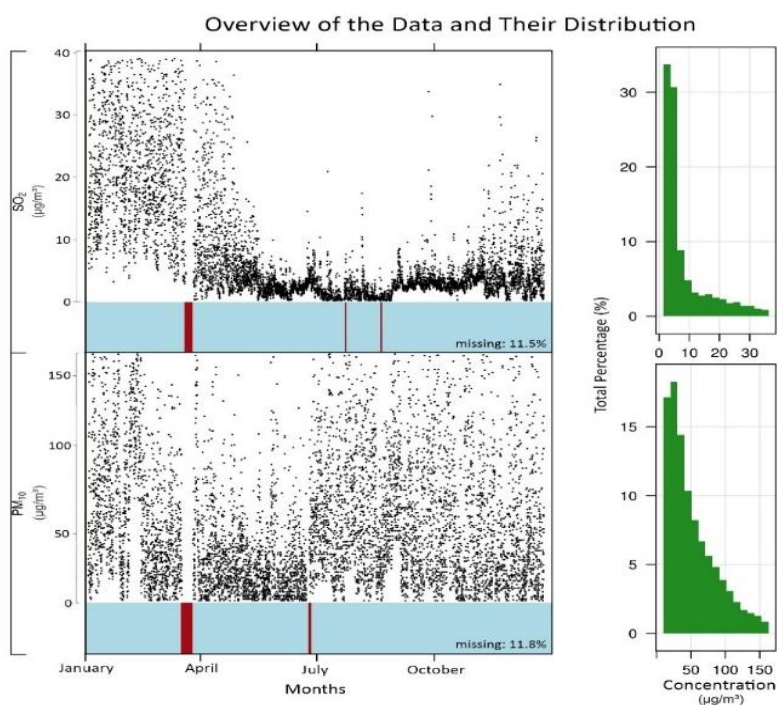 Overview of the Data and Their Distribution
40
30
20
10
0
SO₂
(µg/m³)
missing: 11.5%
150
100
50
0
PM₁₀
(µg/m³)
missing: 11.8%
January
April
July
October
Months
30
20
10
0
0 10 20 30
Total Percentage (%)
15
10
5
0
50 100 150
Concentration
(µg/m³)